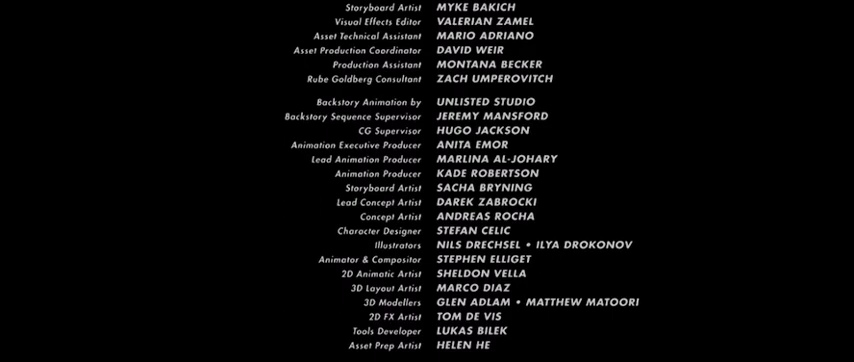 Storyboard Artist MYKE BAKICH
Visual Effects Editor VALERIAN ZAMEL
Asset Technical Assistant MARIO ADRIANO
Asset Production Coordinator DAVID WEIR
Production Assistant MONTANA BECKER
Rube Goldberg Consultant ZACH UMPEROVITCH
Backstory Animation by UNLISTED STUDIO
Backstory Sequence Supervisor JEREMY MANSFORD
CG Supervisor HUGO JACKSON
Animation Executive Producer ANITA EMOR
Lead Animation Producer MARLINA AL-JOHARY
Animation Producer KADE ROBERTSON
Storyboard Artist SACHA BRYNING
Lead Concept Artist DAREK ZABROCKI
Concept Artist ANDREAS ROCHA
Character Designer STEFAN CELIC
Illustrators NILS DRECHSEL • ILYA DROKONOV
Animator & Compositor STEPHEN ELLIGET
2D Animatic Artist SHELDON VELLA
3D Layout Artist MARCO DIAZ
3D Modellers GLEN ADLAM • MATTHEW MATOORI
2D FX Artist TOM DE VIS
Tools Developer LUKAS BILEK
Asset Prep Artist HELEN HE